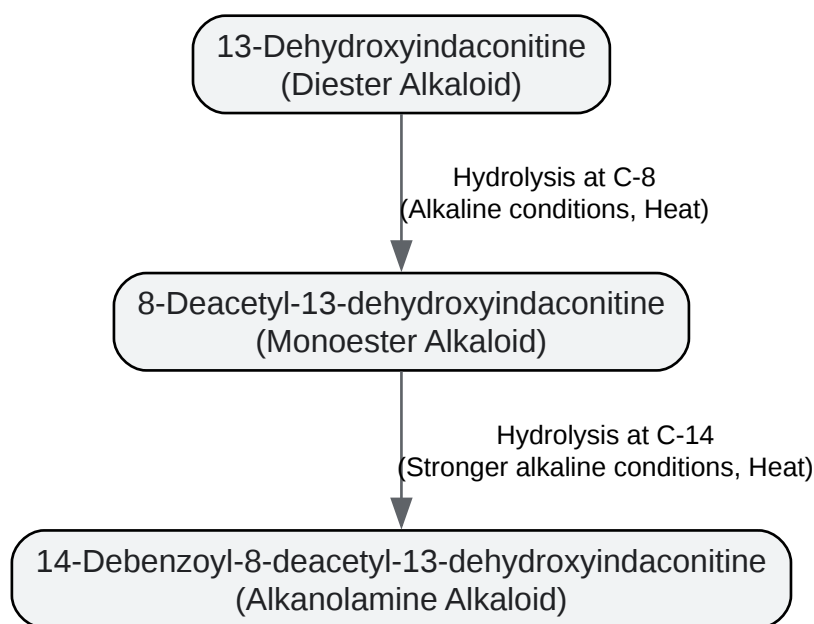 13-Dehydroxyindaconitine
(Diester Alkaloid)
Hydrolysis at C-8
(Alkaline conditions, Heat)
8-Deacetyl-13-dehydroxyindaconitine
(Monoester Alkaloid)
Hydrolysis at C-14
(Stronger alkaline conditions, Heat)
14-Debenzoyl-8-deacetyl-13-dehydroxyindaconitine
(Alkanolamine Alkaloid)